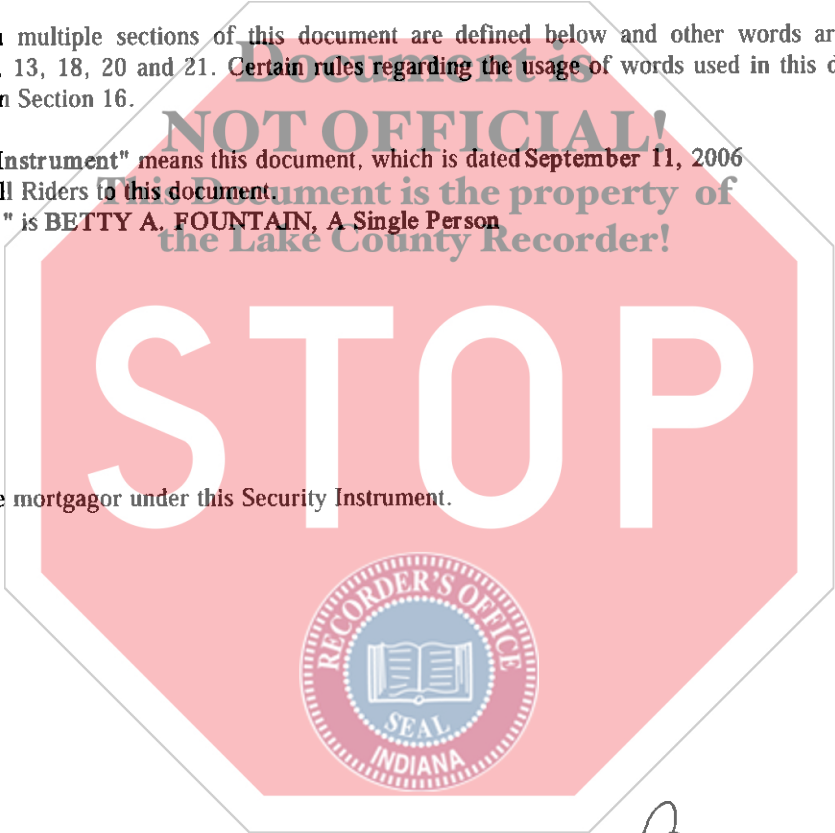 multiple sections of this document are defined below and other words ar
13, 18, 20 and 21. Certain rules regarding the usage of words used in this d
n Section 16.
Document is
NOT OFFICIAL!
Instrument" means this document, which is dated September 11, 2006
ll Riders to this document.
This Document is the property of
" is BETTY A. FOUNTAIN, A Single Person
the Lake County Recorder!
STOP
e mortgagor under this Security Instrument.
RECORDER'S OFFICE
SEAL
INDIANA